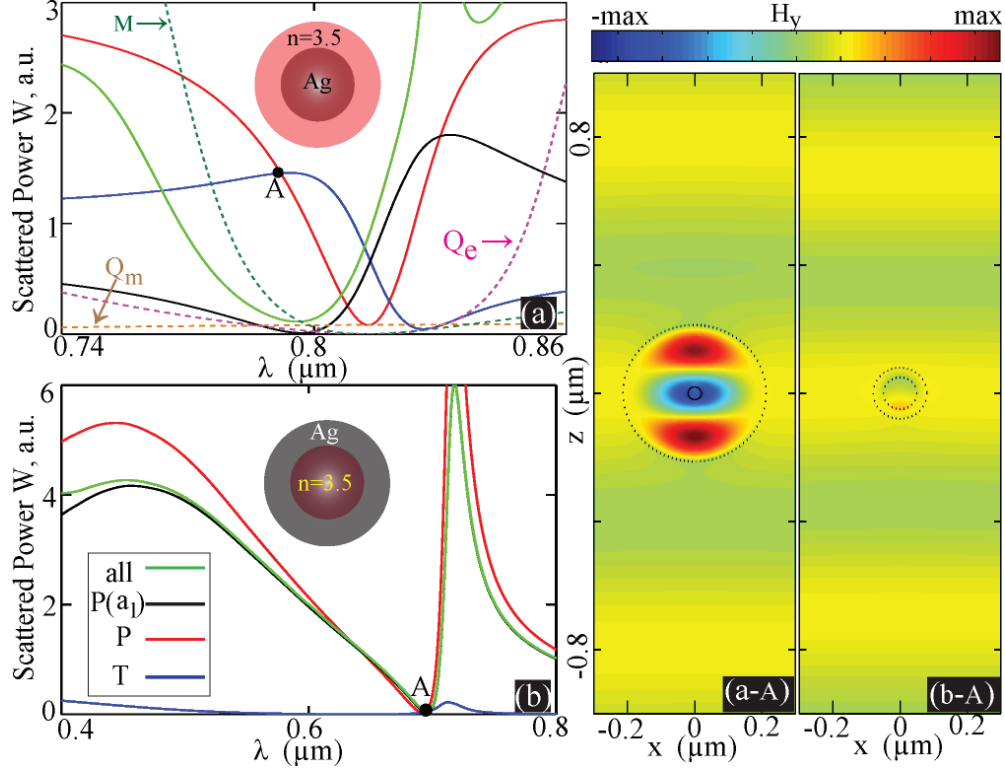 Scattered Power W, a.u.
3
2
1
0
M→
n=3.5
Ag
A
Qm
Qe→
(a)
0.74
0.8
0.86
λ (μm)
Scattered Power W, a.u.
6
4
2
0
Ag
n=3.5
all
P(a₁)
P
T
A
(b)
0.4
0.6
0.8
λ (μm)
-max
Hy
max
0.8
z (μm)
-0.8
(a-A)
(b-A)
-0.2
0
0.2
-0.2
0
0.2
x (μm)
x (μm)